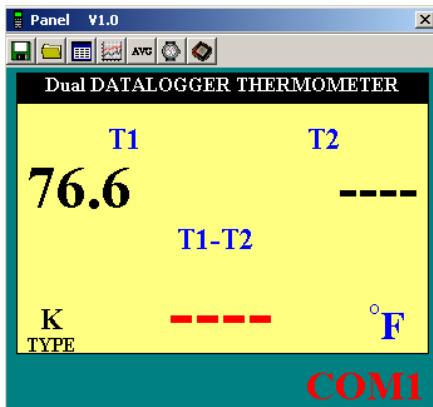 Panel V1.0
AVG
Dual DATALOGGER THERMOMETER
T1 T2
76.6 ----
T1-T2
K ---- °F
TYPE
COM1